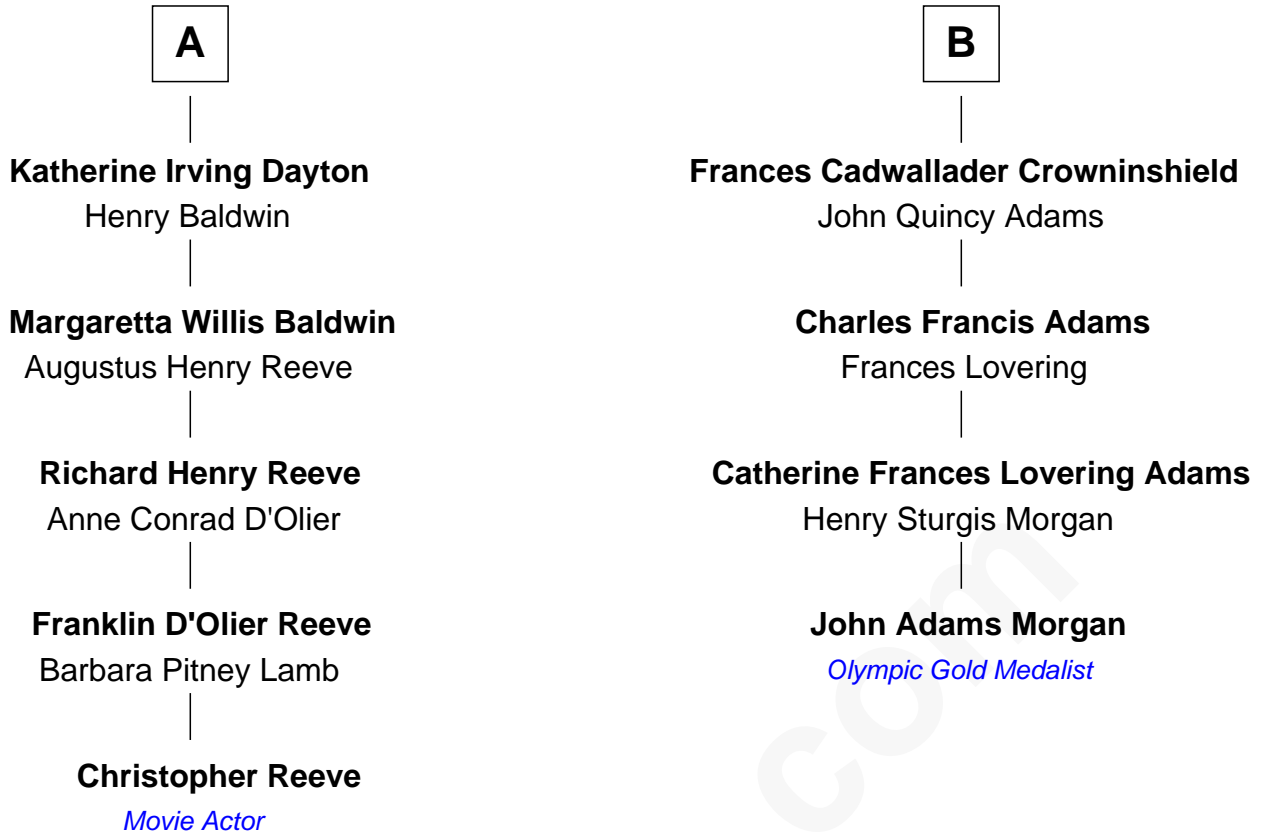 A
Katherine Irving Dayton
Henry Baldwin
Margaretta Willis Baldwin
Augustus Henry Reeve
Richard Henry Reeve
Anne Conrad D'Olier
Franklin D'Olier Reeve
Barbara Pitney Lamb
Christopher Reeve
Movie Actor
B
Frances Cadwallader Crowninshield
John Quincy Adams
Charles Francis Adams
Frances Lovering
Catherine Frances Lovering Adams
Henry Sturgis Morgan
John Adams Morgan
Olympic Gold Medalist
com